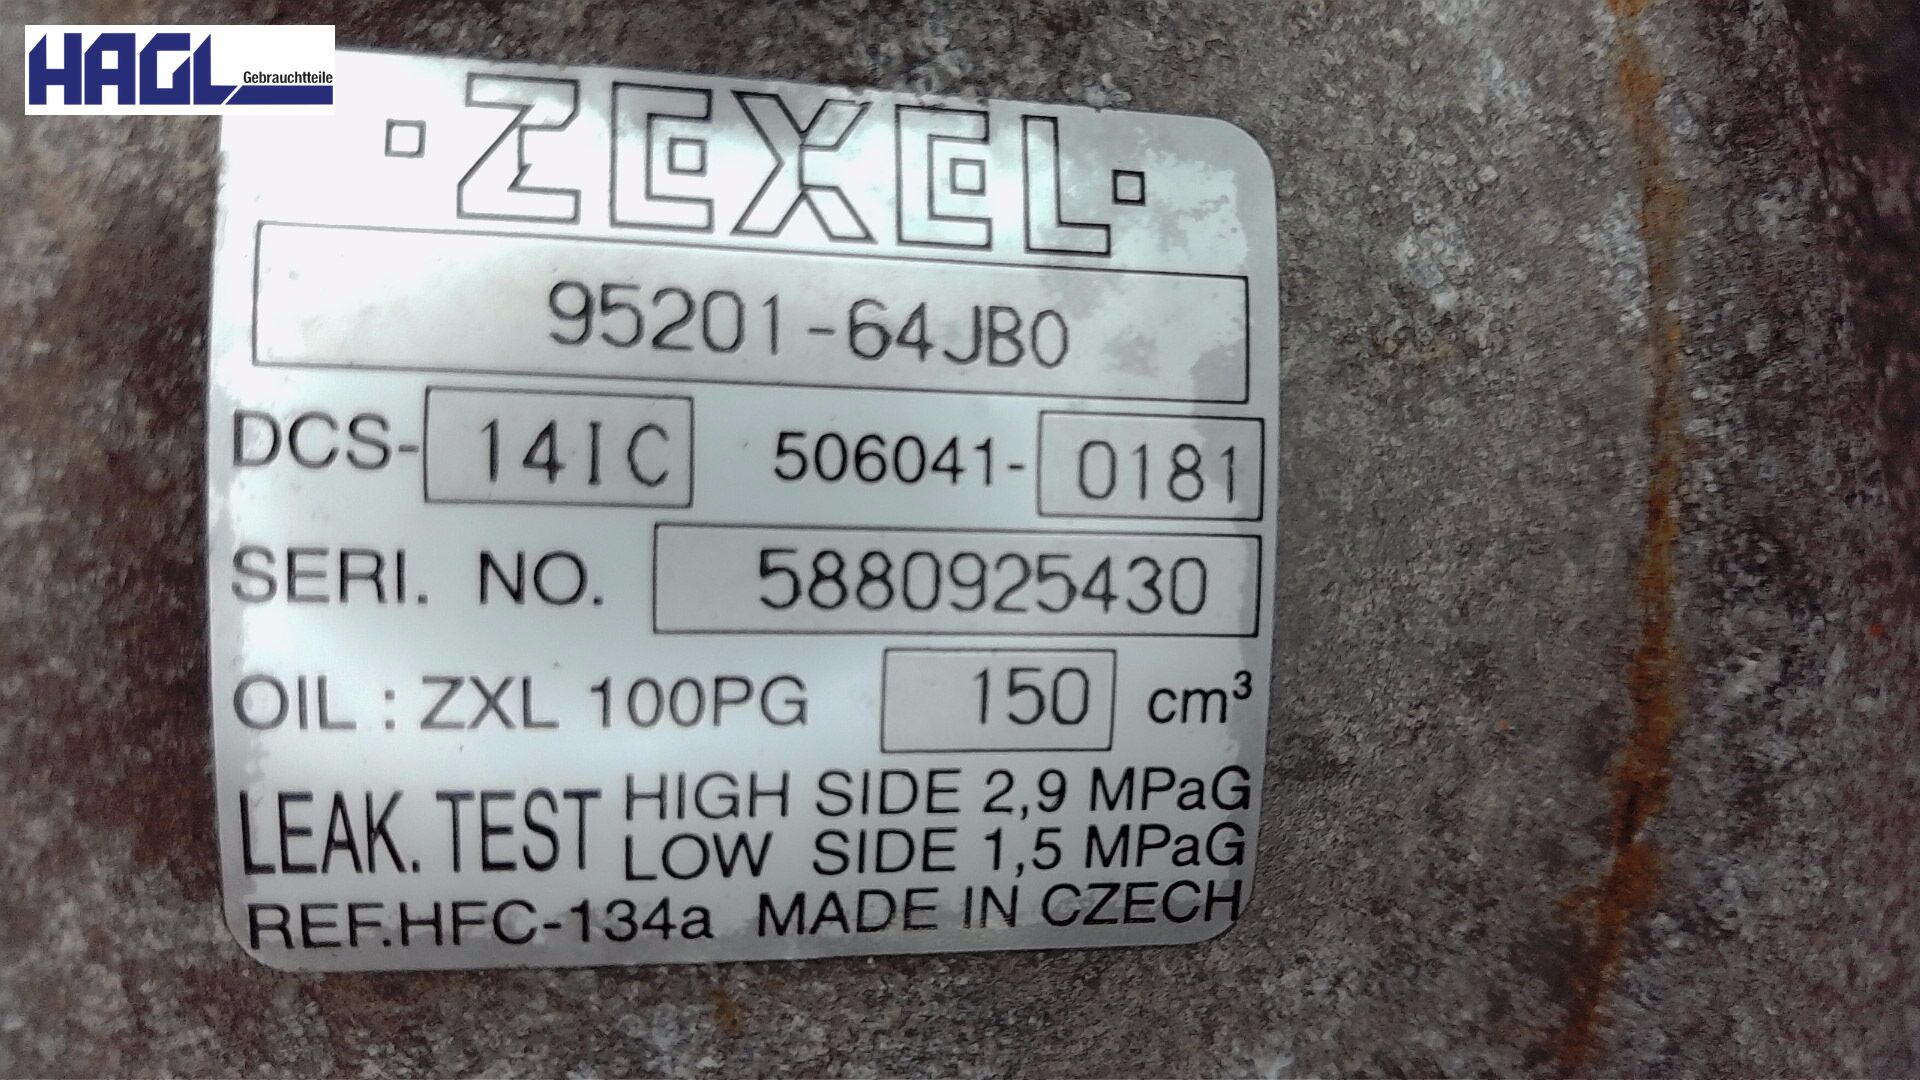 HAGL Gebrauchtteile
·ZEXEL·
95201-64JB0
DCS- 14IC 506041- 0181
SERI. NO. 5880925430
OIL : ZXL 100PG 150 cm³
LEAK. TEST HIGH SIDE 2,9 MPaG
LOW SIDE 1,5 MPaG
REF.HFC-134a MADE IN CZECH